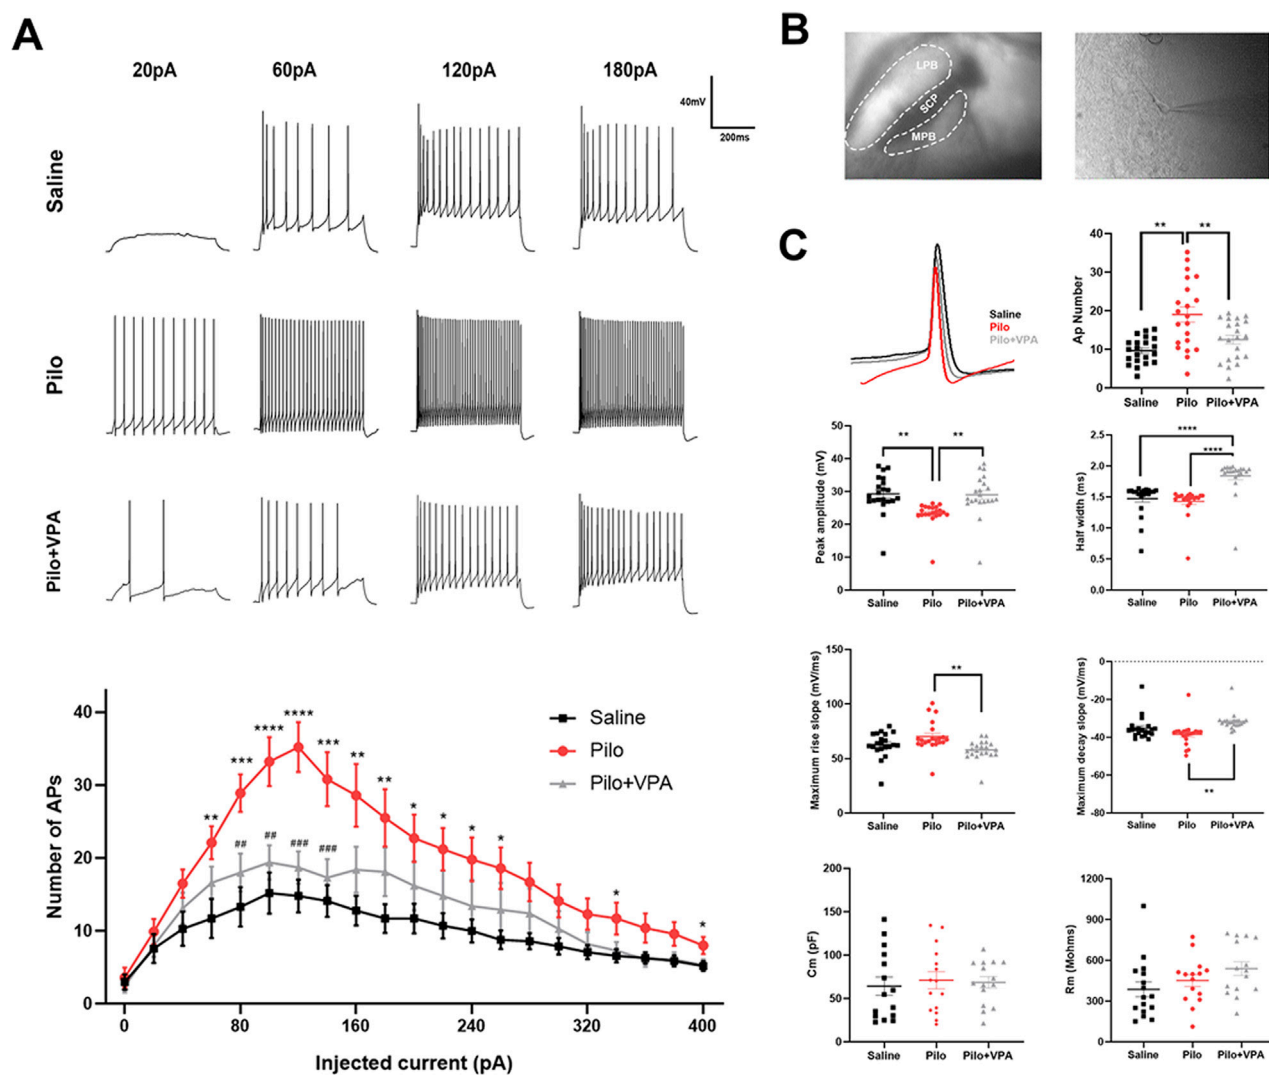 A
20pA 60pA 120pA 180pA
40mV
200ms
Saline
Pilo
Pilo+VPA
Number of APs
40
30
20
10
0
**
***
****
****
***
**
**
*
*
*
*
*
*
##
##
###
###
Saline
Pilo
Pilo+VPA
0 80 160 240 320 400
Injected current (pA)
B
LPB
SCP
MPB
C
Saline
Pilo
Pilo+VPA
Ap Number
40
30
20
10
0
** **
Saline Pilo Pilo+VPA
Peak amplitude (mV)
50
40
30
20
10
0
** **
Saline Pilo Pilo+VPA
Half width (ms)
2.5
2.0
1.5
1.0
0.5
0.0
****
****
Saline Pilo Pilo+VPA
Maximum rise slope (mV/ms)
150
100
50
0
**
Saline Pilo Pilo+VPA
Maximum decay slope (mV/ms)
0
-20
-40
-60
-80
**
Saline Pilo Pilo+VPA
Cm (pF)
200
150
100
50
0
Saline Pilo Pilo+VPA
Rm (Mohms)
1200
900
600
300
0
Saline Pilo Pilo+VPA